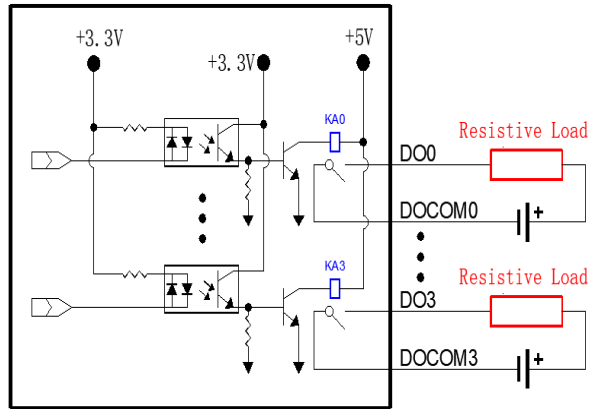 +3.3V
+3.3V
+5V
KA0
Resistive Load
DO0
DOCOM0
+
KA3
Resistive Load
DO3
DOCOM3
+